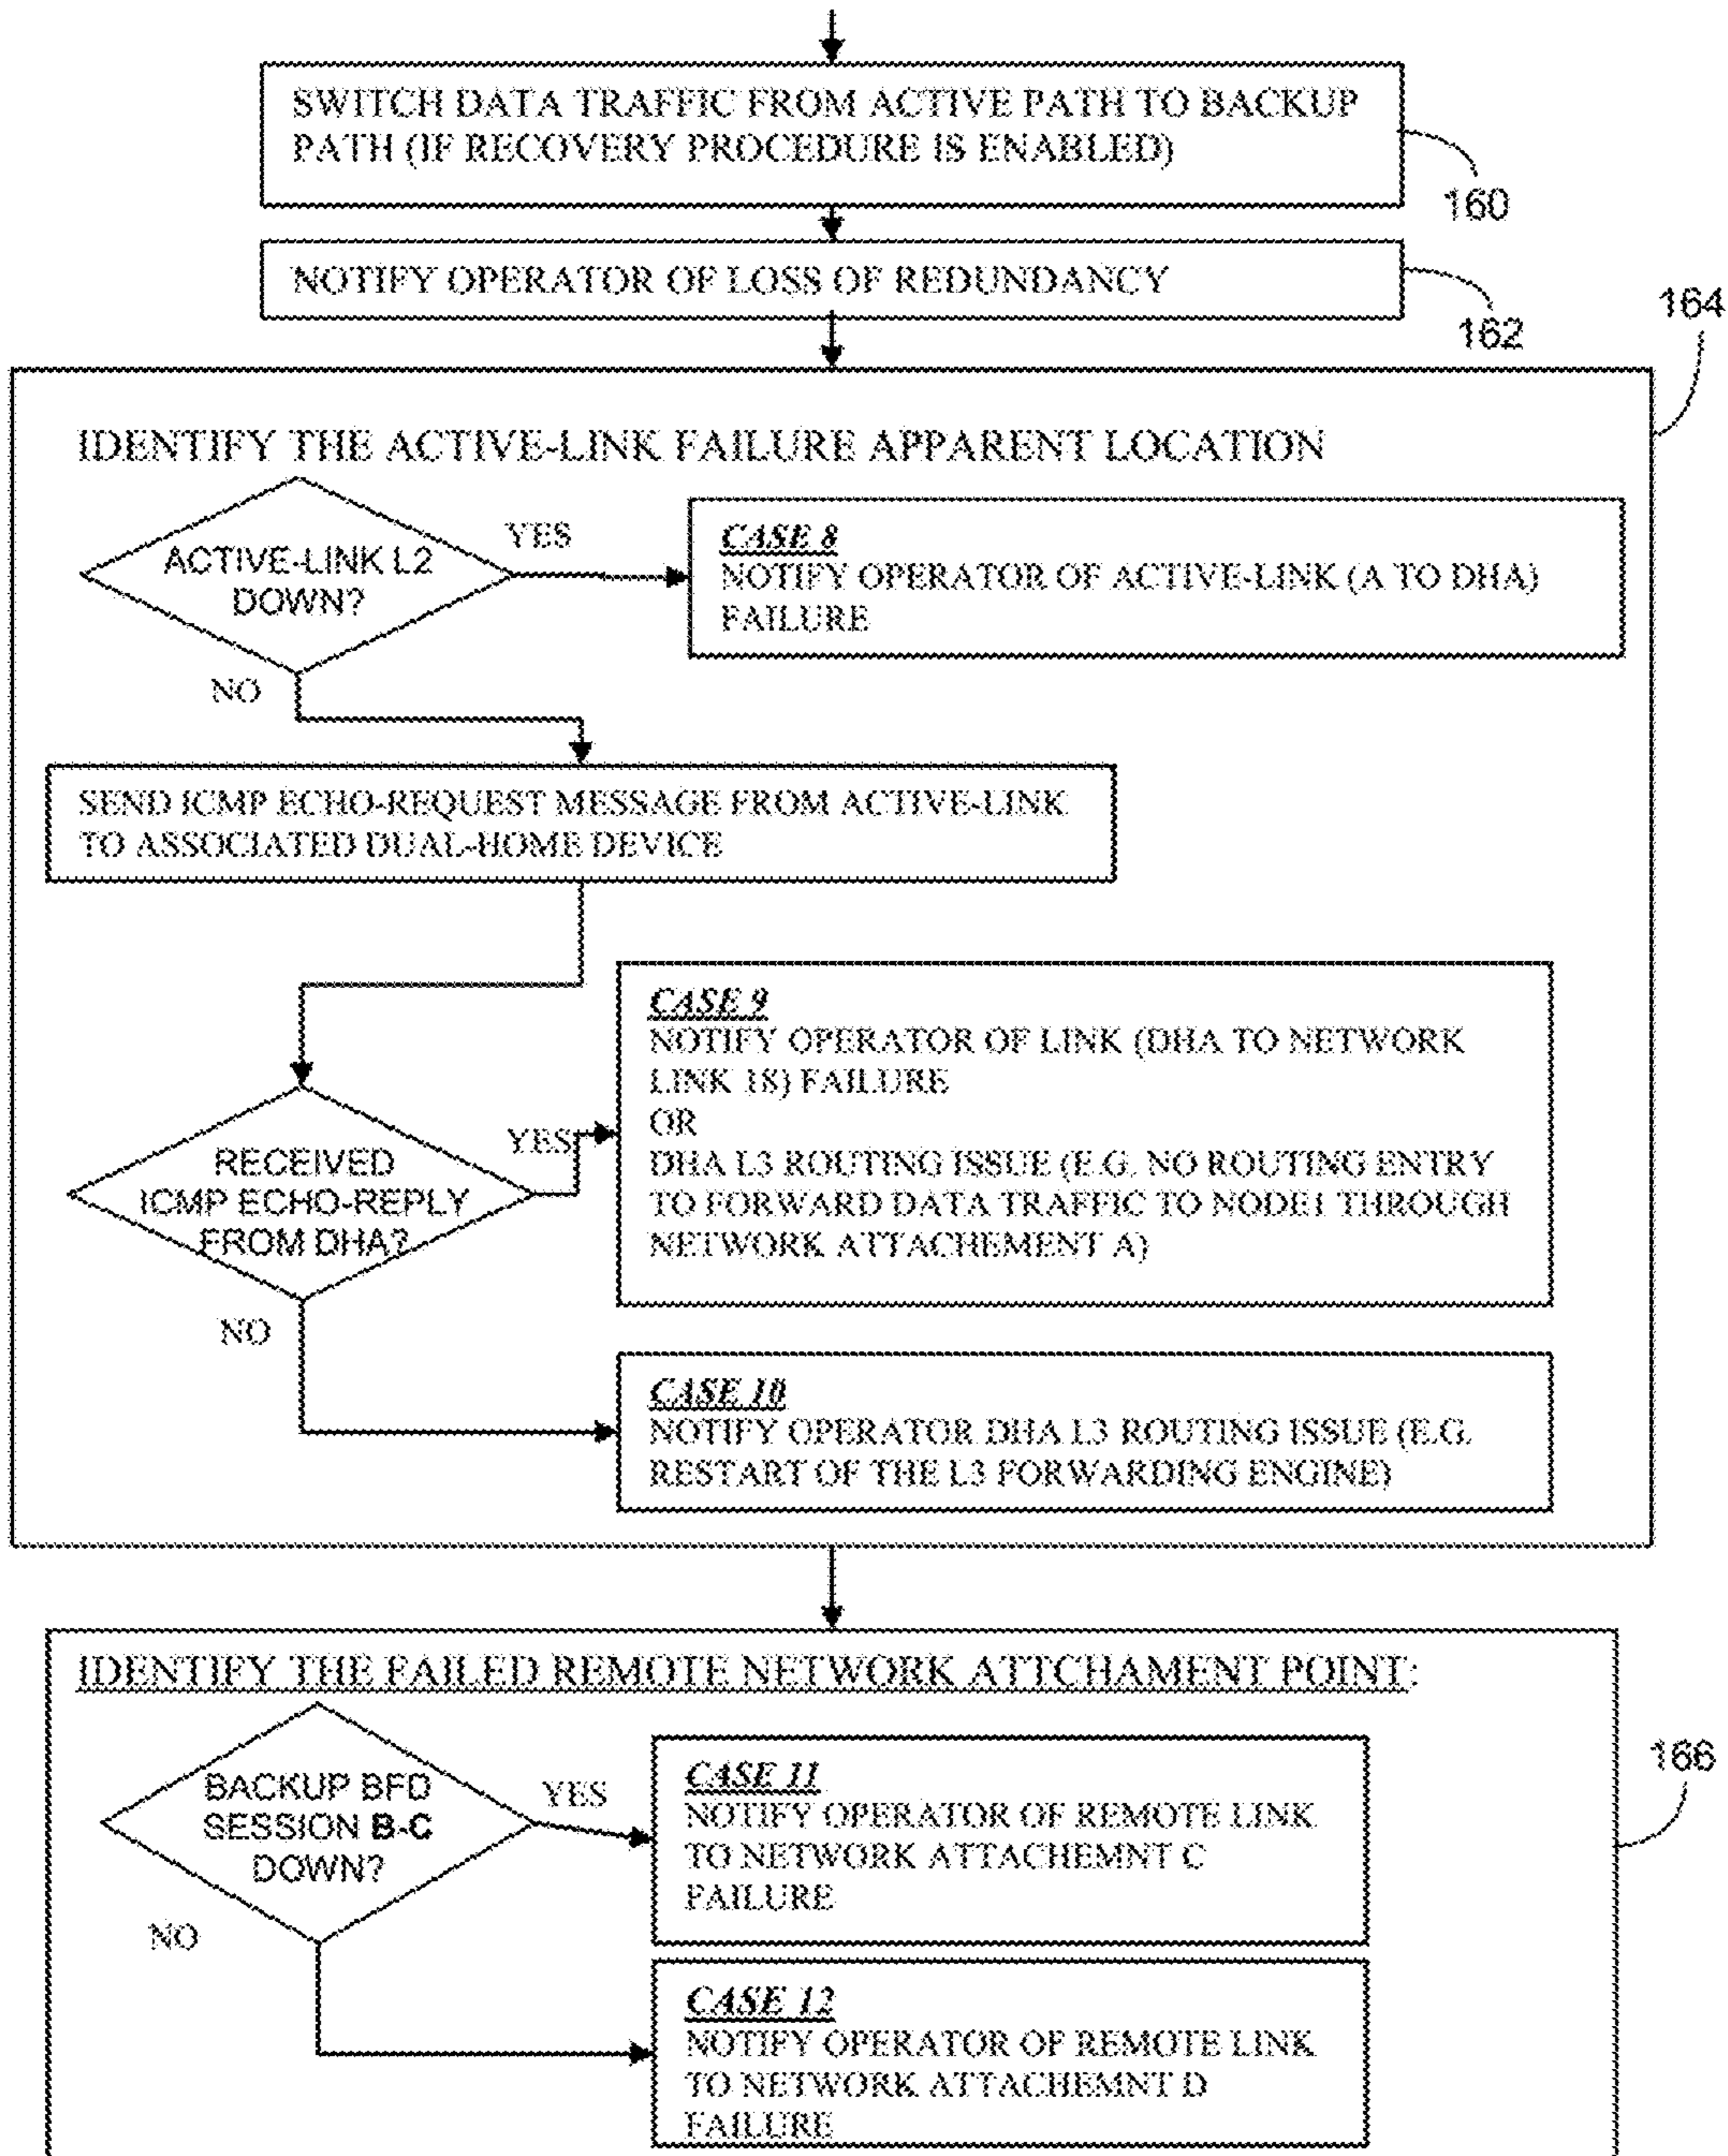 SWITCH DATA TRAFFIC FROM ACTIVE PATH TO BACKUP
PATH (IF RECOVERY PROCEDURE IS ENABLED)
160
NOTIFY OPERATOR OF LOSS OF REDUNDANCY
162
164
IDENTIFY THE ACTIVE-LINK FAILURE APPARENT LOCATION
ACTIVE-LINK L2
DOWN?
YES
CASE 8
NOTIFY OPERATOR OF ACTIVE-LINK (A TO DHA)
FAILURE
NO
SEND ICMP ECHO-REQUEST MESSAGE FROM ACTIVE-LINK
TO ASSOCIATED DUAL-HOME DEVICE
RECEIVED
ICMP ECHO-REPLY
FROM DHA?
YES
CASE 9
NOTIFY OPERATOR OF LINK (DHA TO NETWORK
LINK 18) FAILURE
OR
DHA L3 ROUTING ISSUE (E.G. NO ROUTING ENTRY
TO FORWARD DATA TRAFFIC TO NODE1 THROUGH
NETWORK ATTACHEMENT A)
NO
CASE 10
NOTIFY OPERATOR DHA L3 ROUTING ISSUE (E.G.
RESTART OF THE L3 FORWARDING ENGINE)
IDENTIFY THE FAILED REMOTE NETWORK ATTCHAMENT POINT:
166
BACKUP BFD
SESSION B-C
DOWN?
YES
CASE 11
NOTIFY OPERATOR OF REMOTE LINK
TO NETWORK ATTACHEMNT C
FAILURE
NO
CASE 12
NOTIFY OPERATOR OF REMOTE LINK
TO NETWORK ATTACHEMNT D
FAILURE